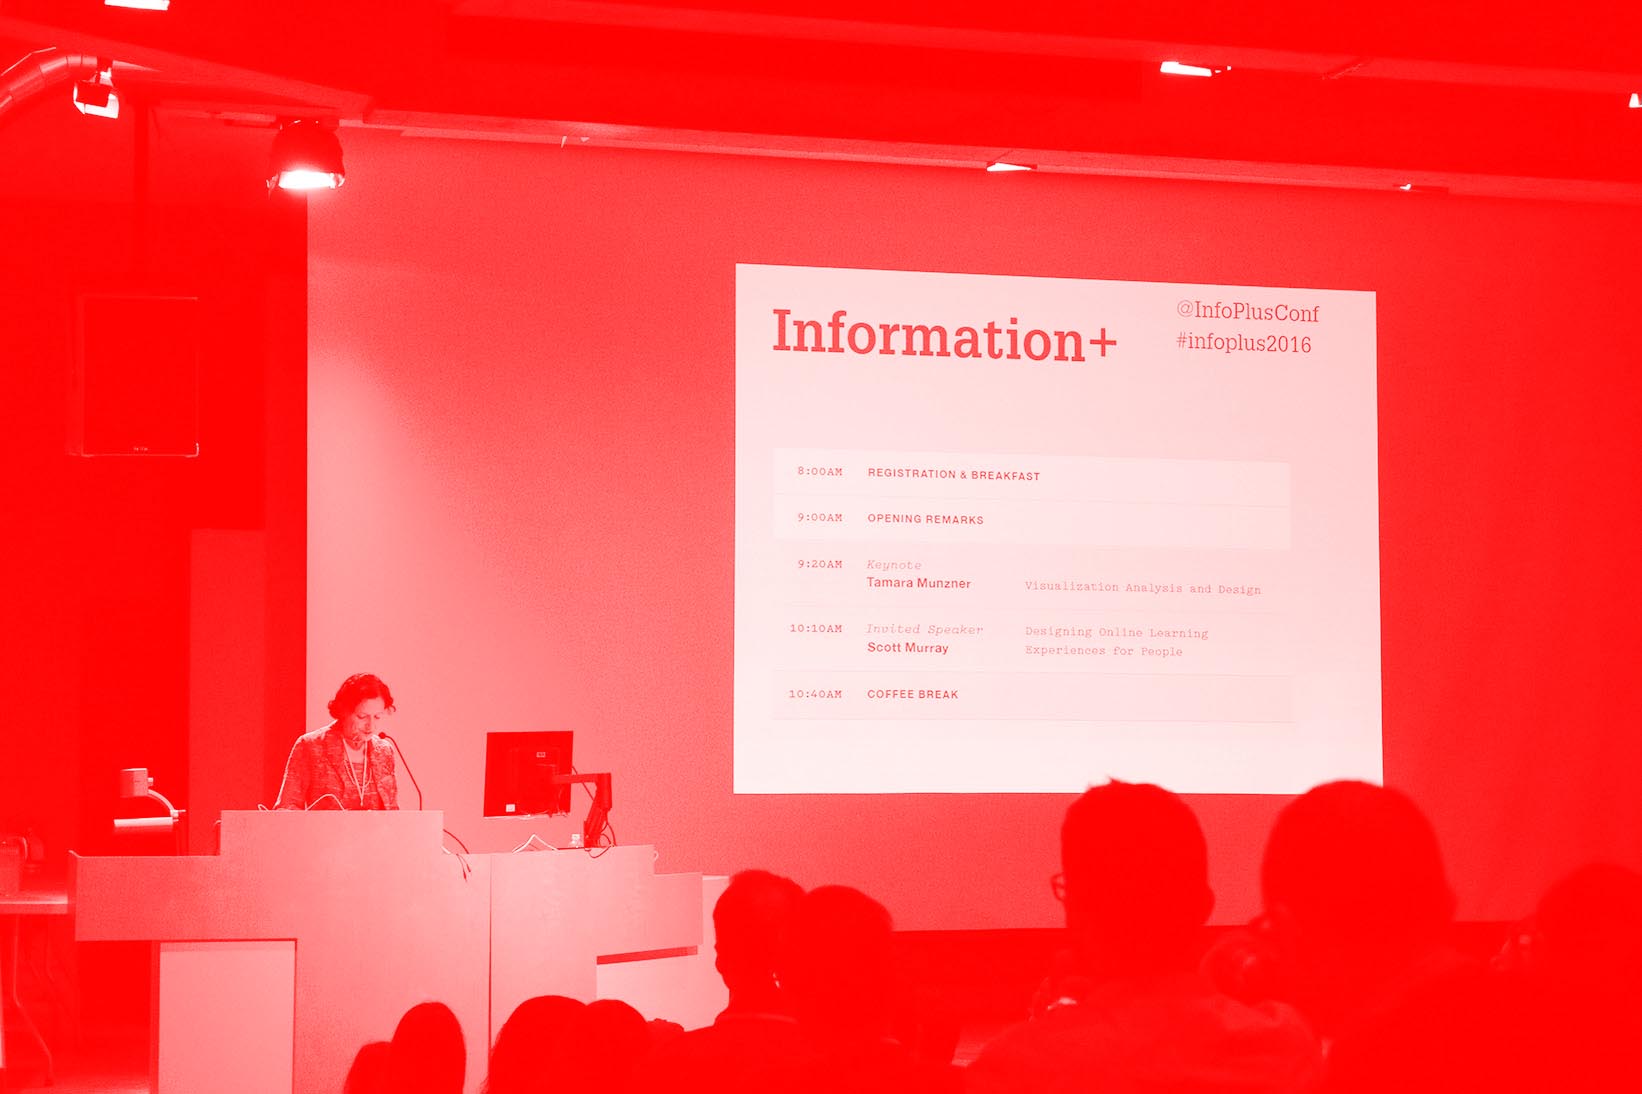 Information+
@InfoPlusConf
#infoplus2016
8:00AM REGISTRATION & BREAKFAST
9:00AM OPENING REMARKS
9:20AM Keynote
Tamara Munzner Visualization Analysis and Design
10:10AM Invited Speaker Designing Online Learning
Scott Murray Experiences for People
10:40AM COFFEE BREAK